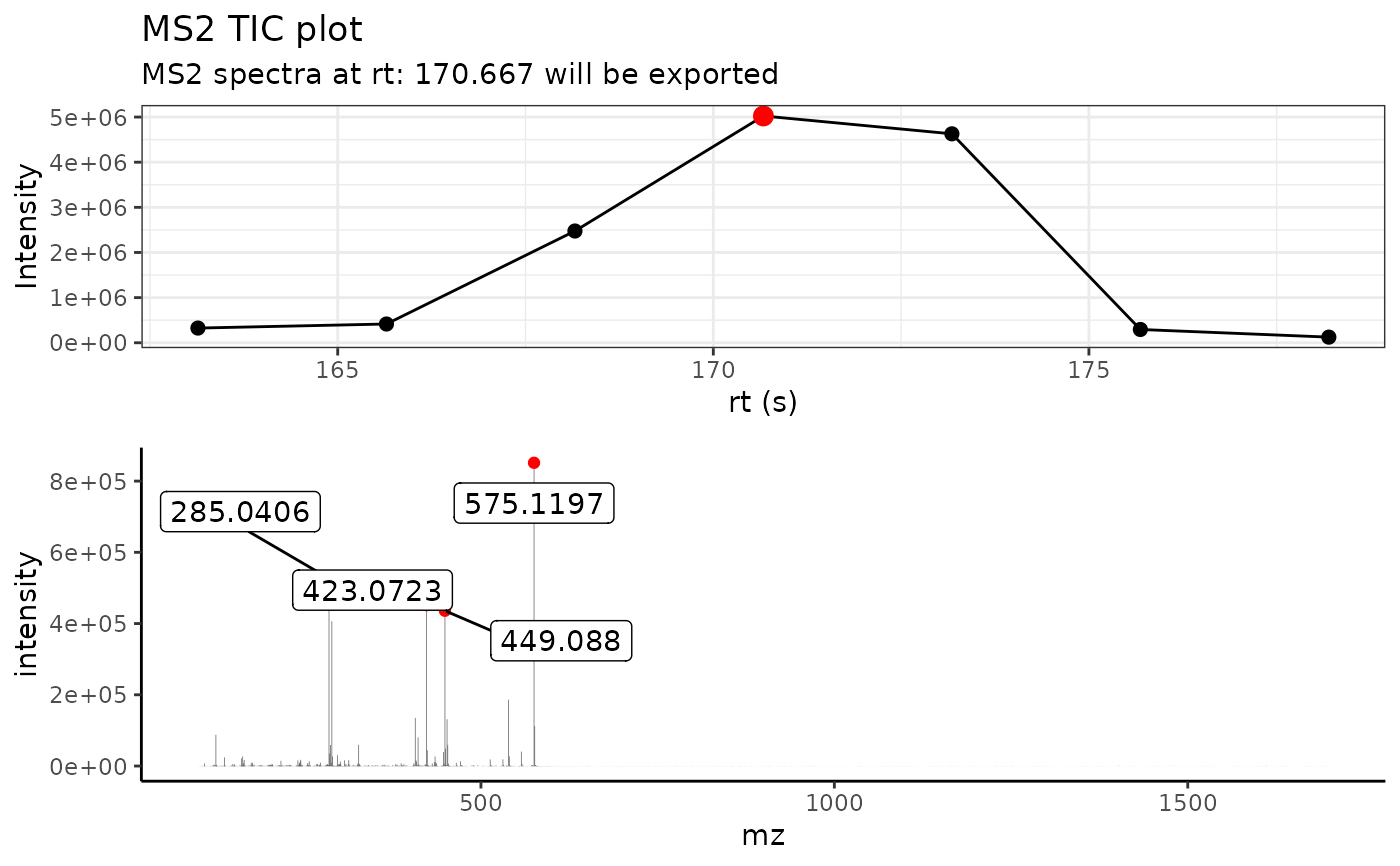 MS2 TIC plot
MS2 spectra at rt: 170.667 will be exported
Intensity
5e+06
4e+06
3e+06
2e+06
1e+06
0e+00
165 170 175
rt (s)
intensity
8e+05
6e+05
4e+05
2e+05
0e+00
285.0406
575.1197
423.0723
449.088
500 1000 1500
mz